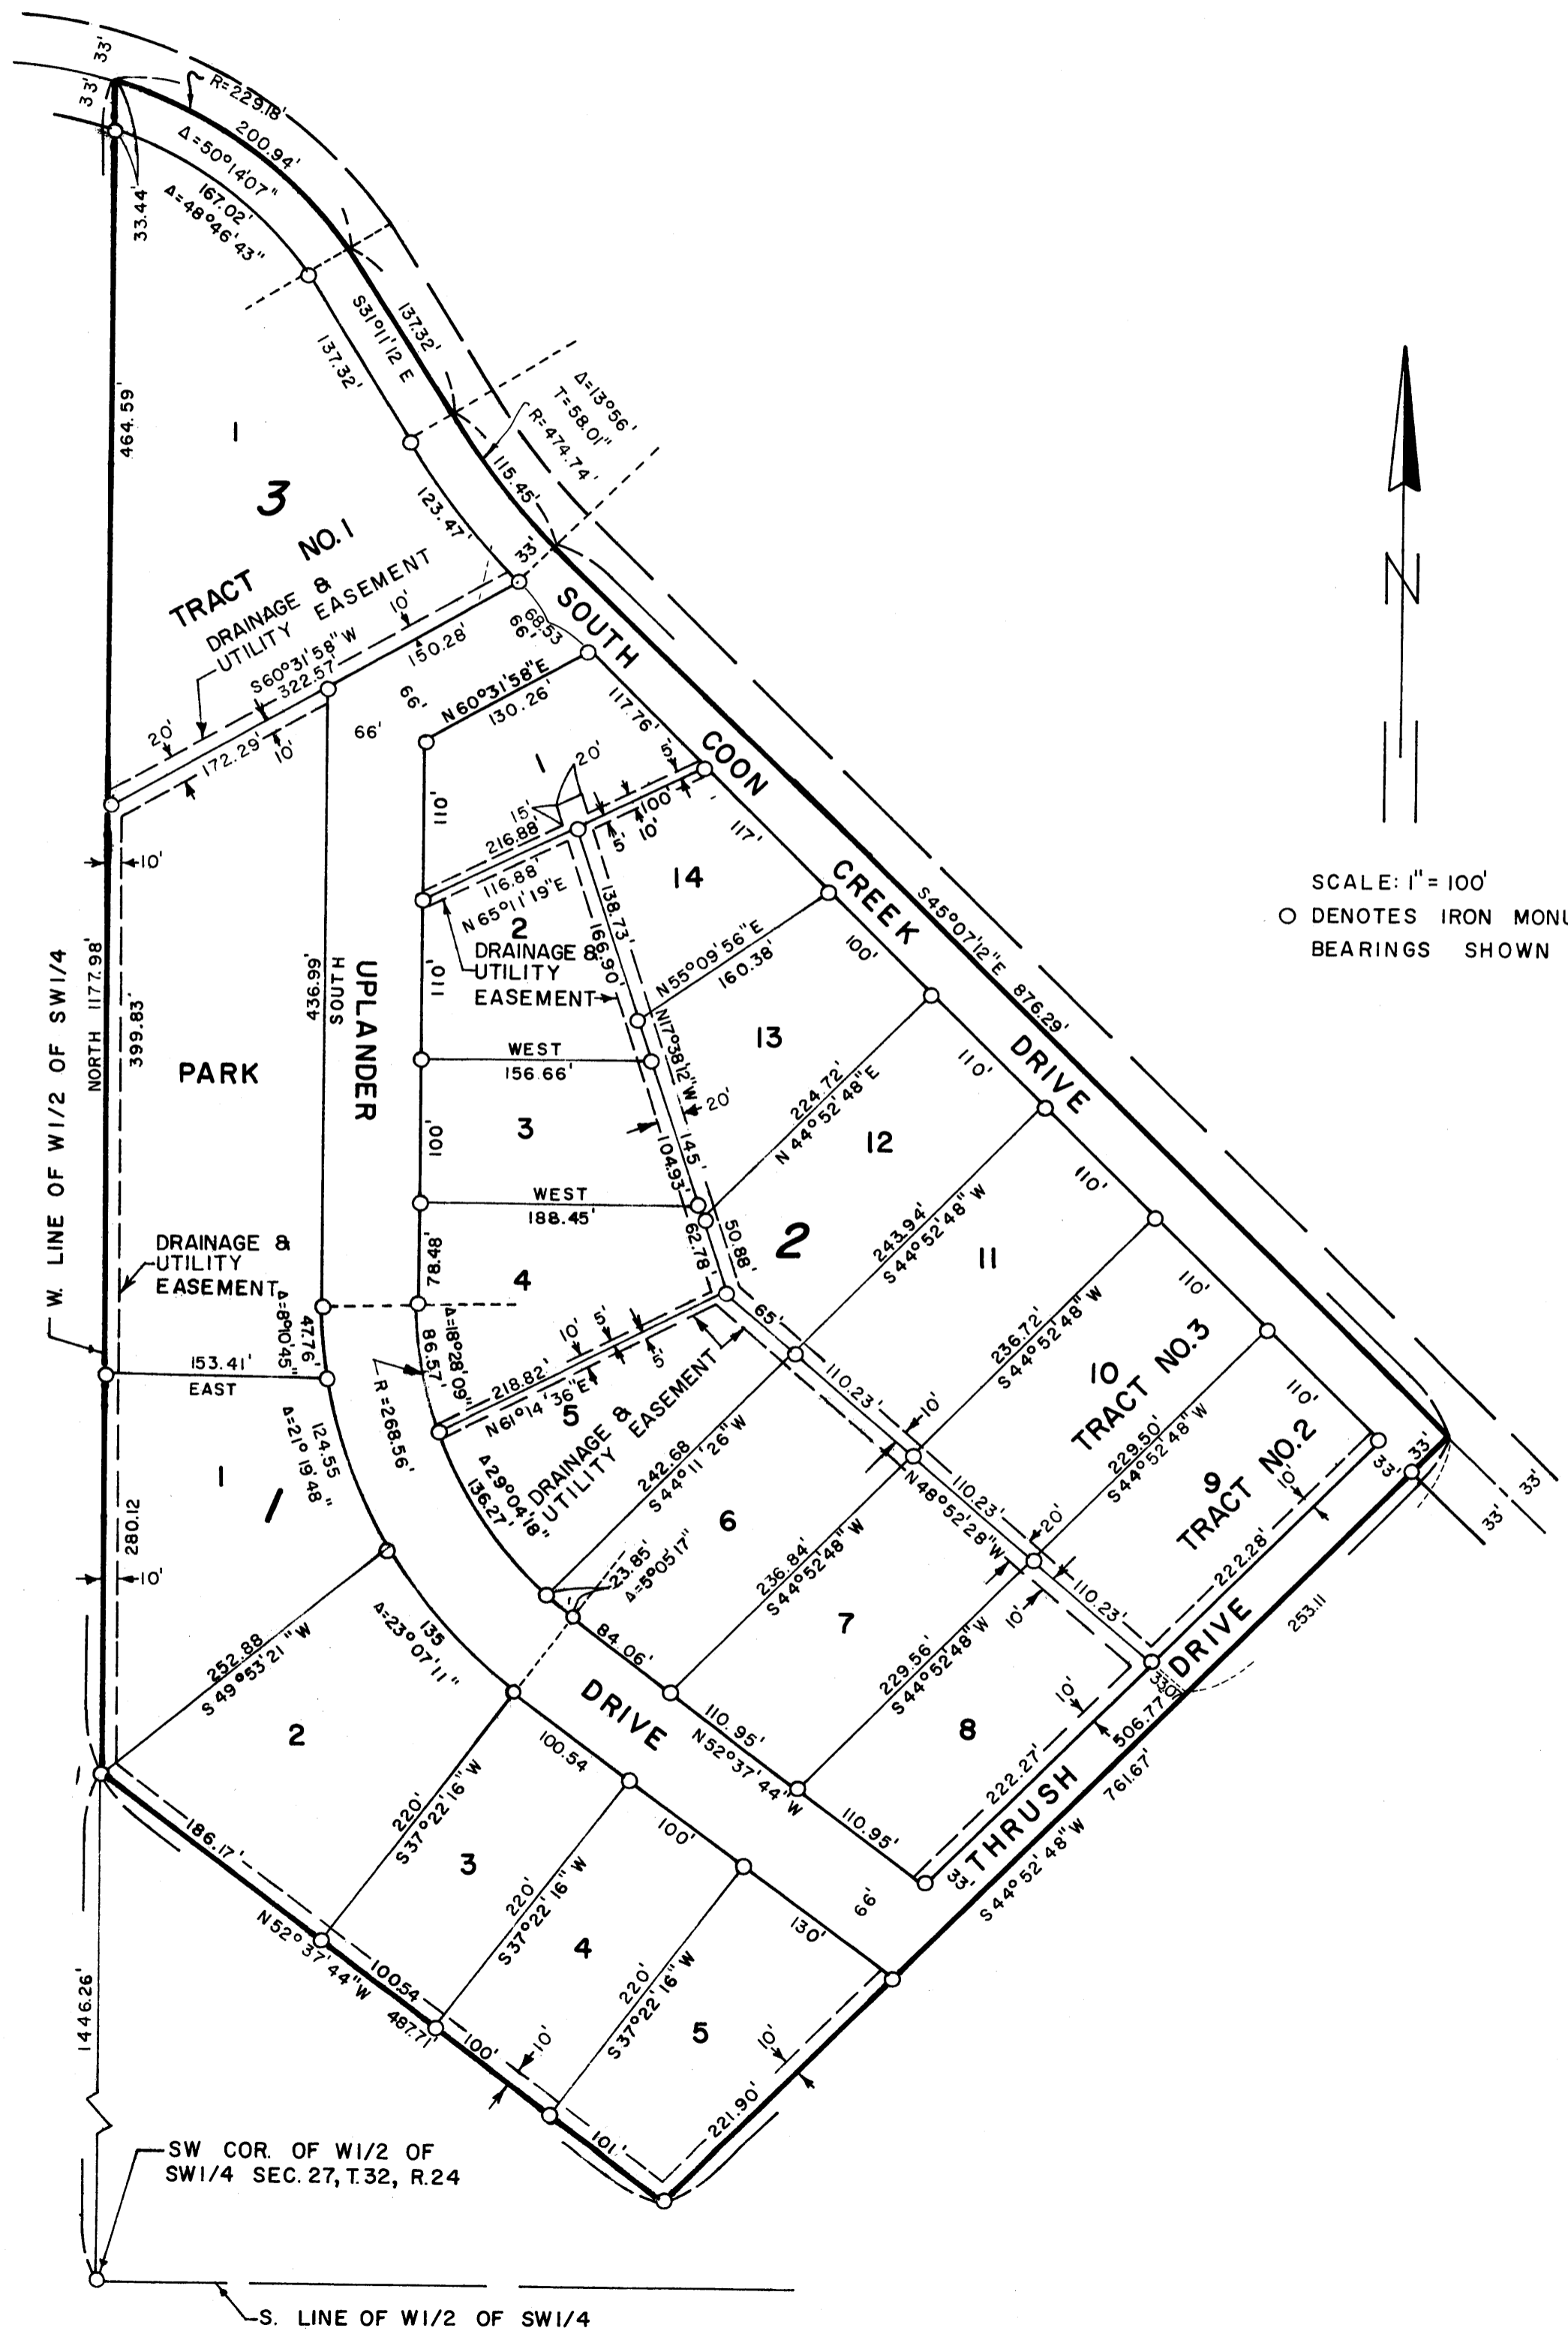 33'
33'
R=229.18'
200.94'
Δ=50°14'07"
167.02'
Δ=48°46'43"
33.44'
137.32'
S31°11'12 E
137.32'
Δ=13°56'
T=58.01"
R=474.74'
115.45'
464.59'
1
3
123.47'
33'
TRACT NO.1
DRAINAGE &
UTILITY EASEMENT
10'
S60°31'58"W
322.57'
150.28'
68.53
66'
SOUTH
20'
172.29'
10'
66'
66'
N60°31'58"E
130.26'
117.76'
COON
1
20'
5'
110'
15'
100'
216.88'
5'
10'
117'
116.88'
N65°11'19"E
14
CREEK
10'
2
138.73'
166.90'
DRAINAGE &
UTILITY
EASEMENT
N55°09'56"E
160.38'
100'
S45°07'12"E
876.29'
NORTH 1177.98'
399.83'
436.99'
SOUTH
UPLANDER
110'
N17°38'12"W
13
DRIVE
PARK
WEST
156.66'
224.72'
N44°52'48"E
110'
W. LINE OF W1/2 OF SW1/4
100'
3
20'
145'
104.93'
12
110'
WEST
188.45'
2
243.94'
S44°52'48"W
DRAINAGE &
UTILITY
EASEMENT
78.48'
4
62.78'
50.88'
11
110'
Δ=8°10'45"
47.76'
Δ=18°28'09"
86.57'
10'
5'
5'
65'
236.72'
S44°52'48"W
153.41'
EAST
R=268.56'
218.82'
N61°14'36"E
5
DRAINAGE &
UTILITY EASEMENT
110.23'
10'
10
TRACT NO.3
110'
1
1
124.55
Δ=21°19'48"
Δ29°04'18"
136.27'
242.68
S44°11'26"W
229.50'
S44°52'48"W
9
TRACT NO.2
10'
33'
33'
280.12
10'
6
N48°52'28"W
110.23'
20'
33'
33'
23.85'
Δ=5°05'17"
236.84'
S44°52'48"W
222.28'
252.88
S49°53'21"W
135
Δ=23°07'11"
84.06'
7
10'
110.23'
DRIVE
253.11
2
DRIVE
110.95'
N52°37'44"W
229.56'
S44°52'48"W
8
10'
506.77
761.67'
100.54
222.27'
THRUSH
S44°52'48"W
186.17'
220'
S37°22'16"W
3
100'
110.95'
33'
66'
N52°37'44"W
220'
S37°22'16"W
4
130'
100.54
487.71'
220'
S37°22'16"W
5
1446.26'
100'
10'
10'
101'
221.90'
SW COR. OF W1/2 OF
SW1/4 SEC. 27, T.32, R.24
S. LINE OF W1/2 OF SW1/4
N
SCALE: 1" = 100'
O DENOTES IRON MONU
BEARINGS SHOWN